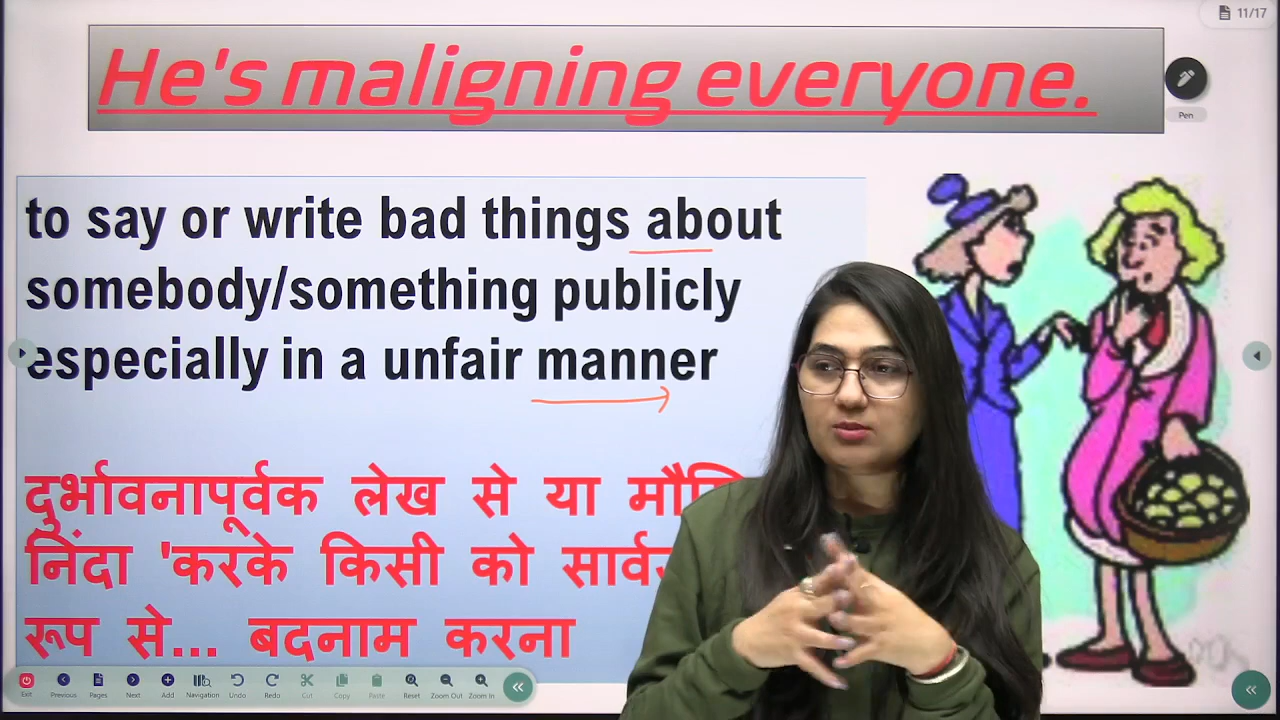 11/17
He's maligning everyone.
Pen
to say or write bad things about
somebody/something publicly
especially in a unfair manner
दुर्भावनापूर्वक लेख से या
निंदा 'करके किसी को
रूप से... बदनाम करना
Exit Previous Pages Next Add Navigation Undo Redo Cut Copy Paste Reset Zoom Out Zoom In